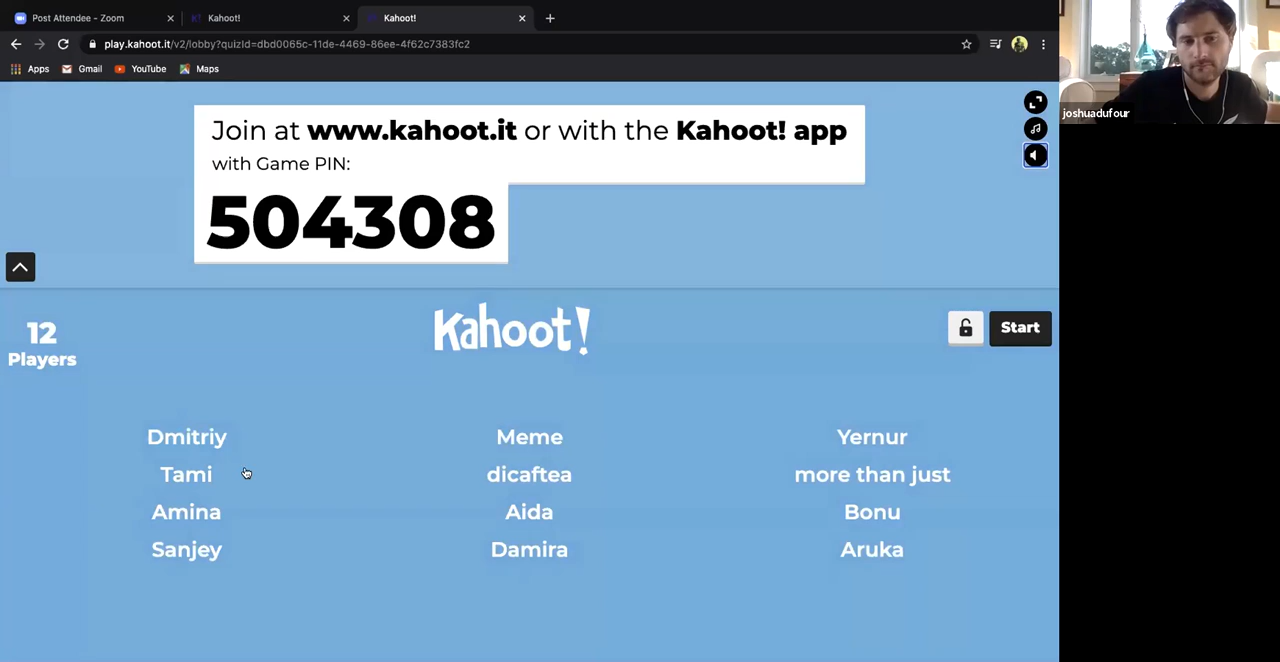 Post Attendee - Zoom
Kahoot!
Kahoot!
play.kahoot.it/v2/lobby?quizId=dbd0065c-11de-4469-86ee-4f62c7383fc2
Apps
Gmail
YouTube
Maps
joshuadufour
Join at www.kahoot.it or with the Kahoot! app
with Game PIN:
504308
12
Players
Kahoot!
Start
Dmitriy
Meme
Yernur
Tami
dicaftea
more than just
Amina
Aida
Bonu
Sanjey
Damira
Aruka